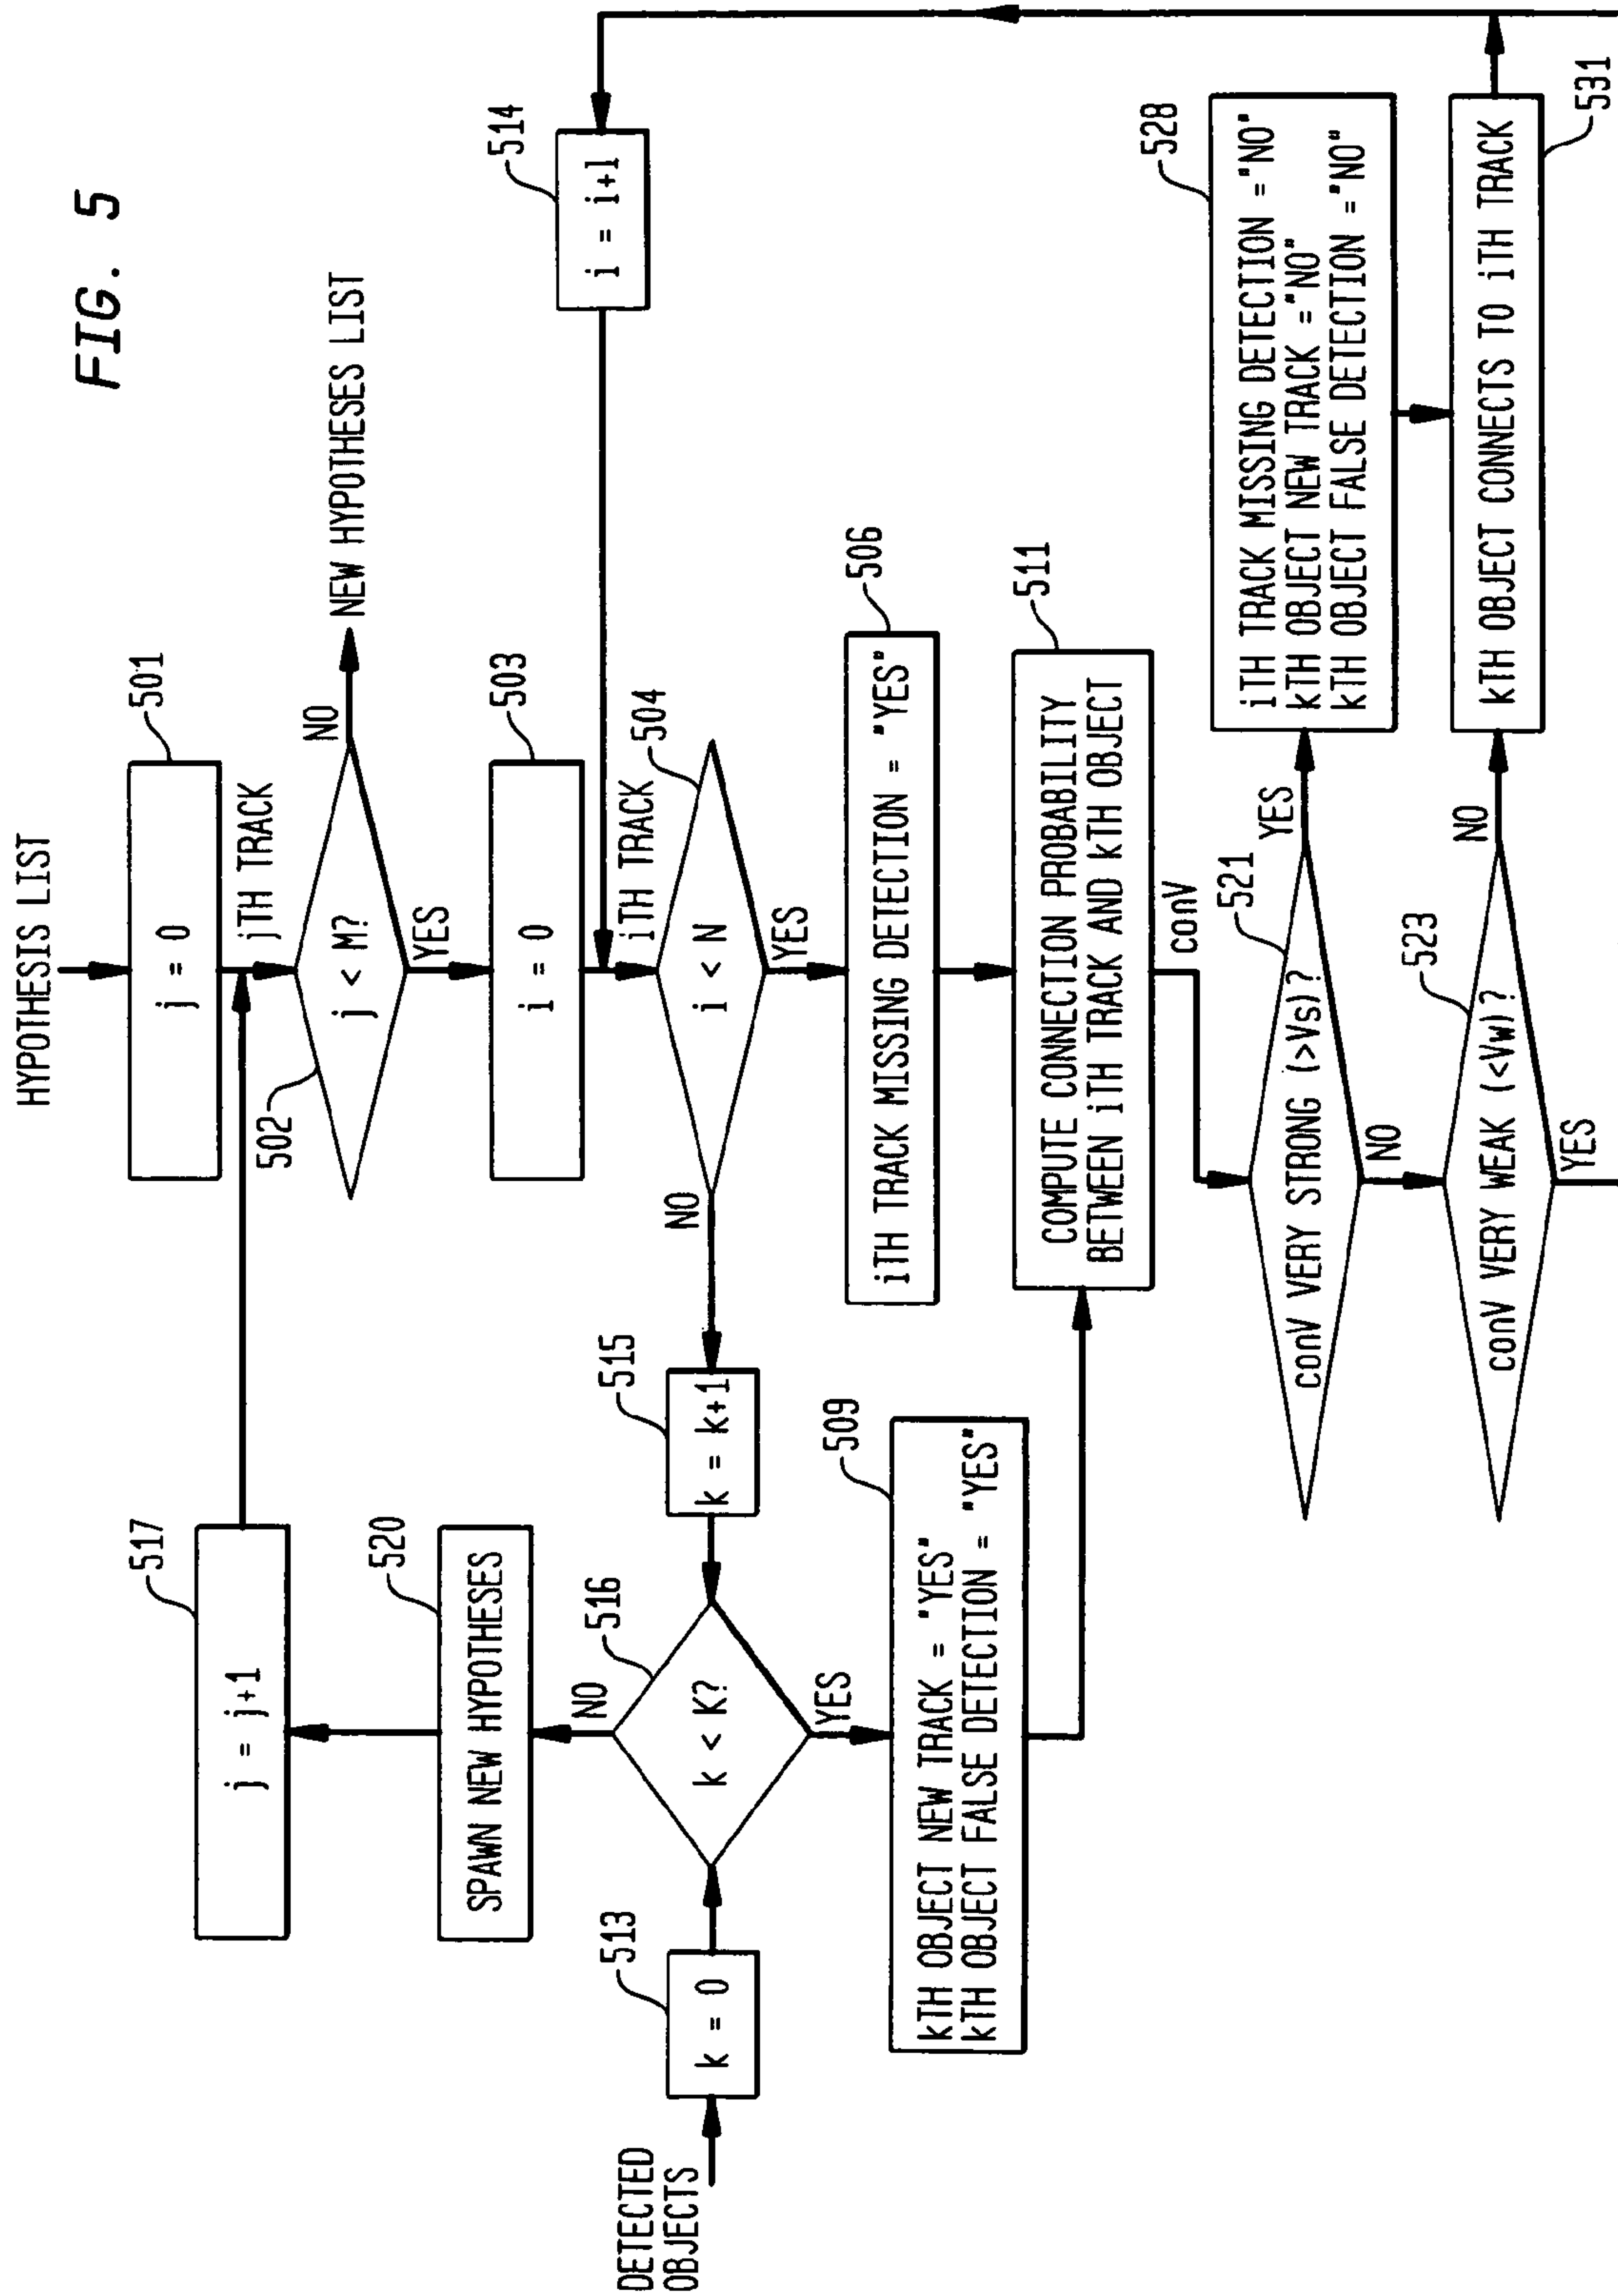 FIG. 5
HYPOTHESIS LIST
501
j = 0
jTH TRACK
502
j < M?
NO
NEW HYPOTHESES LIST
YES
503
i = 0
514
i = i+1
iTH TRACK
504
i < N
NO
YES
506
iTH TRACK MISSING DETECTION = "YES"
517
j = j+1
520
SPAWN NEW HYPOTHESES
NO
516
k < K?
YES
515
k = k+1
513
k = 0
DETECTED
OBJECTS
509
kTH OBJECT NEW TRACK = "YES"
kTH OBJECT FALSE DETECTION = "YES"
511
COMPUTE CONNECTION PROBABILITY
BETWEEN iTH TRACK AND kTH OBJECT
conV
521
conV VERY STRONG (>Vs)?
YES
NO
528
iTH TRACK MISSING DETECTION ="NO"
kTH OBJECT NEW TRACK ="NO"
kTH OBJECT FALSE DETECTION ="NO"
523
conV VERY WEAK (<Vw)?
NO
YES
kTH OBJECT CONNECTS TO iTH TRACK
531